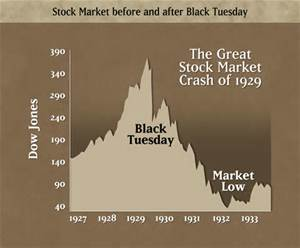 Stock Market before and after Black Tuesday
The Great
Stock Market
Crash of 1929
Dow Jones
390
340
290
240
190
140
90
40
Black
Tuesday
Market
Low
1927 1928 1929 1930 1931 1932 1933